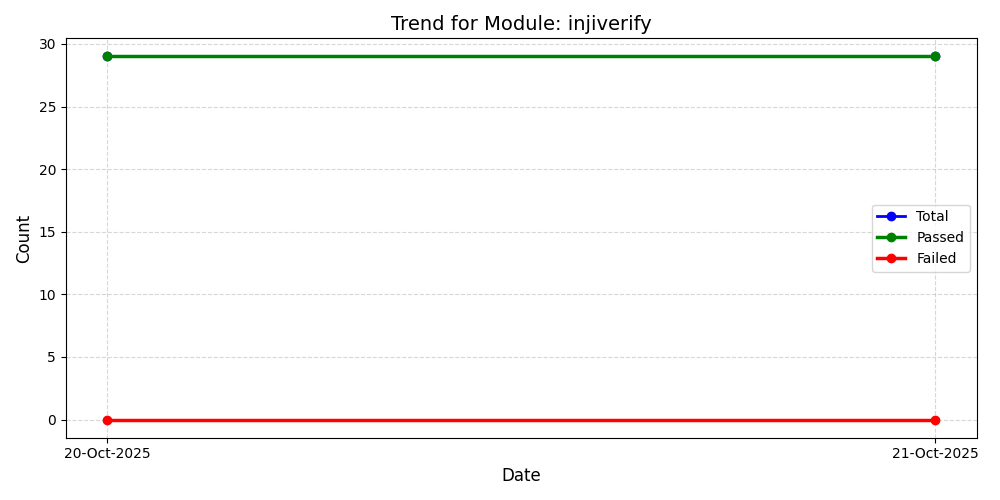 Trend for Module: injiverify
30
25
20
15
10
5
0
Count
Total
Passed
Failed
20-Oct-2025
21-Oct-2025
Date